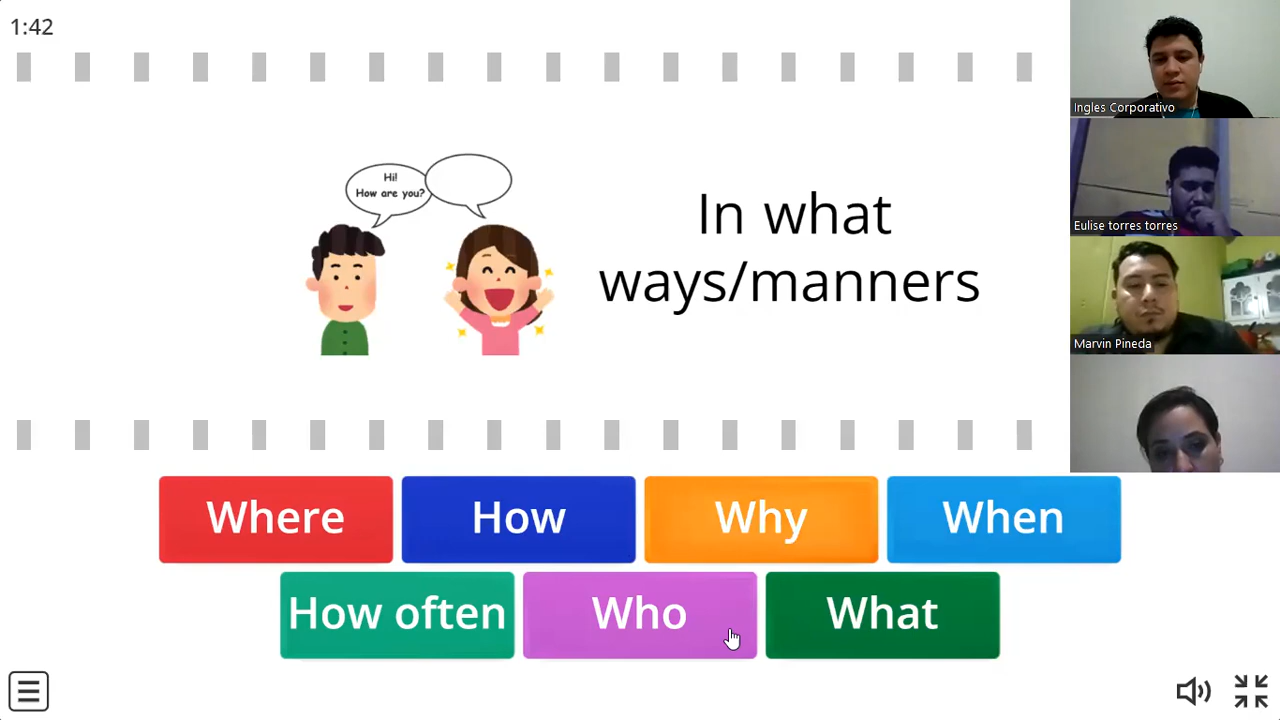 1:42
Hi!
How are you?
In what
ways/manners
Ingles Corporativo
Eulise torres torres
Marvin Pineda
Where
How
Why
When
How often
Who
What